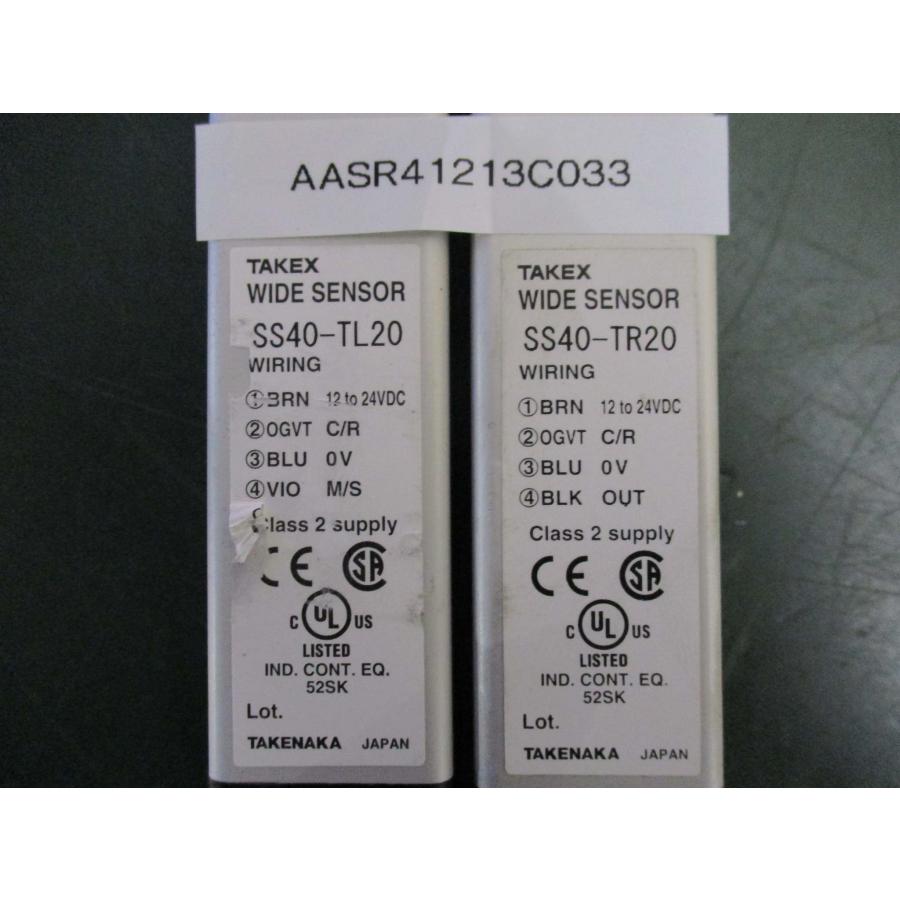 AASR41213C033
TAKEX
WIDE SENSOR
SS40-TL20
WIRING
①BRN 12 to 24VDC
②OGVT C/R
③BLU 0V
④VIO M/S
Class 2 supply
CE SA
C UL US
LISTED
IND. CONT. EQ.
52SK
Lot.
TAKENAKA JAPAN
TAKEX
WIDE SENSOR
SS40-TR20
WIRING
①BRN 12 to 24VDC
②OGVT C/R
③BLU 0V
④BLK OUT
Class 2 supply
CE SA
C UL US
LISTED
IND. CONT. EQ.
52SK
Lot.
TAKENAKA JAPAN